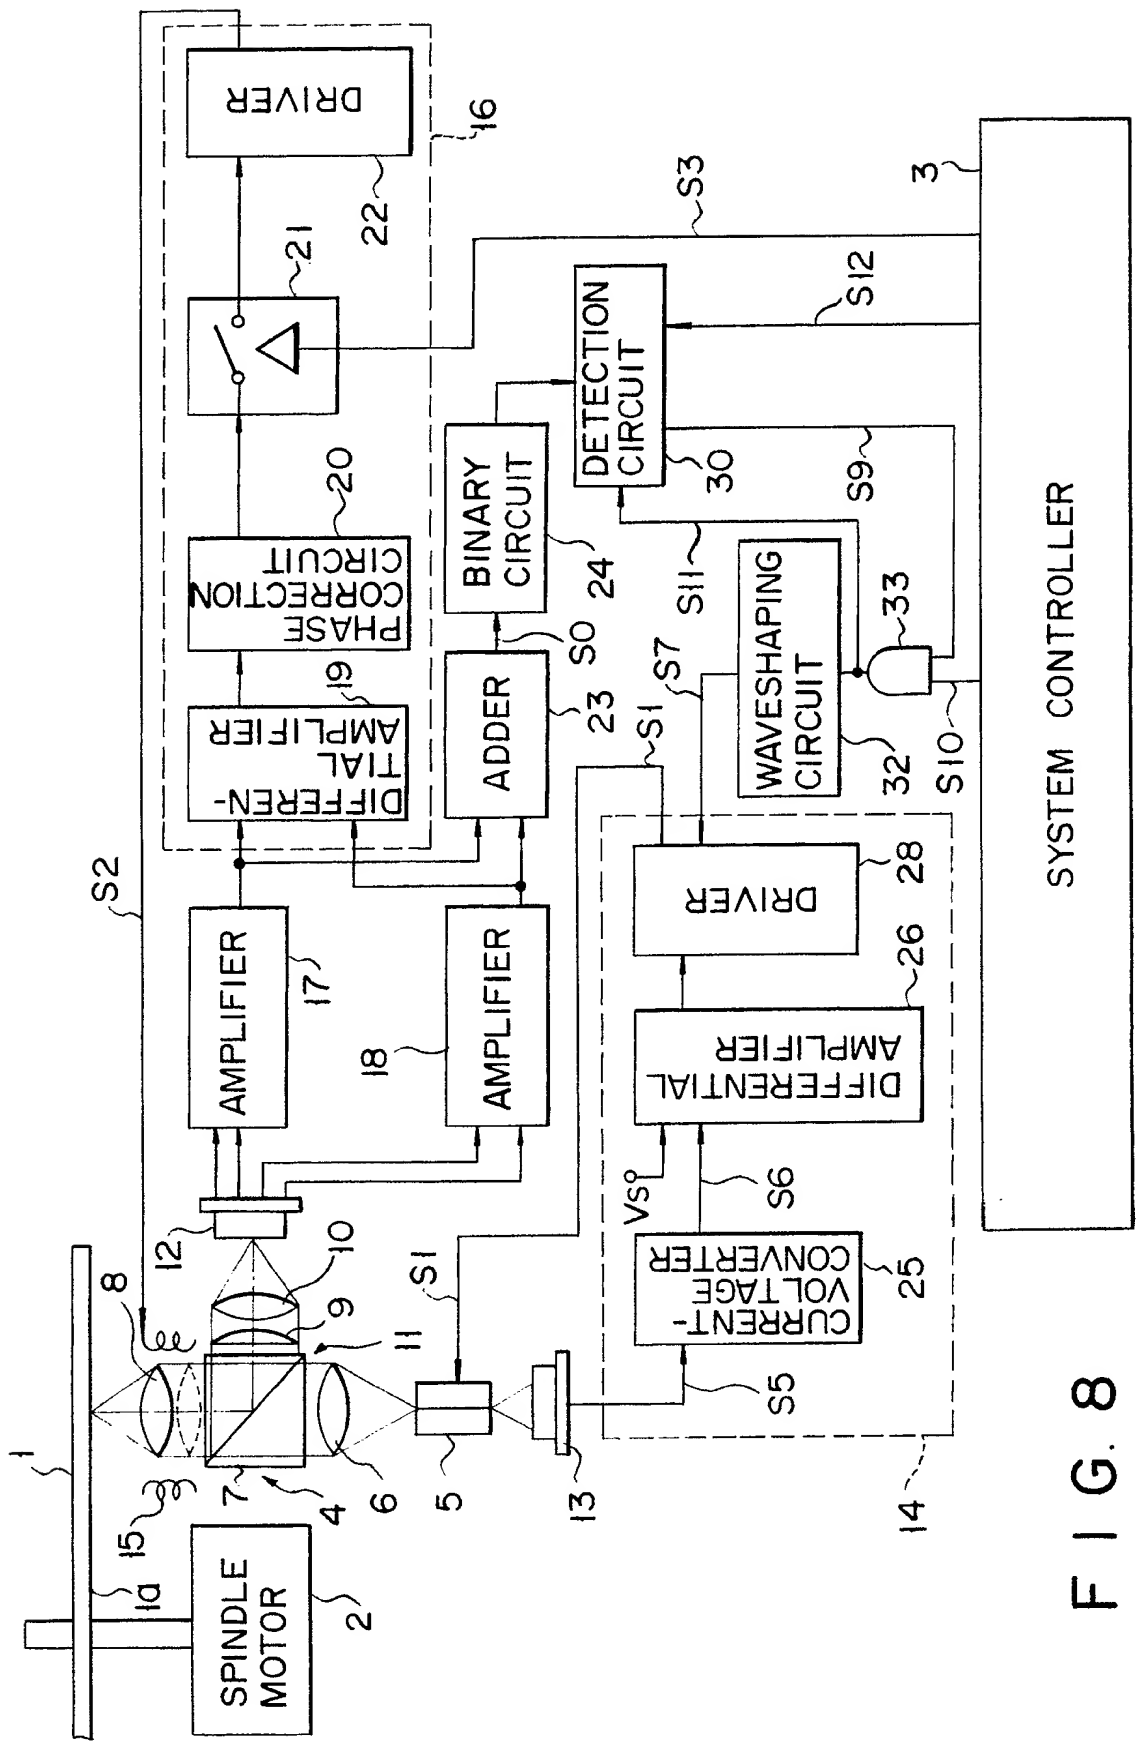 S2
DRIVER
22
16
21
20
PHASE
CORRECTION
CIRCUIT
19
DIFFEREN-
TIAL
AMPLIFIER
AMPLIFIER
17
AMPLIFIER
18
ADDER
23
S0
BINARY
CIRCUIT
24
DETECTION
CIRCUIT
30
S3
S12
S9
S11
S7
S1
WAVESHAPING
CIRCUIT
32
33
S10
3
SYSTEM CONTROLLER
DRIVER
28
DIFFERENTIAL
AMPLIFIER
26
Vs
S6
CURRENT-
VOLTAGE
CONVERTER
25
S5
14
S1
12
10
9
11
8
1
1a
15
7
4
6
5
13
SPINDLE
MOTOR
2
FIG. 8